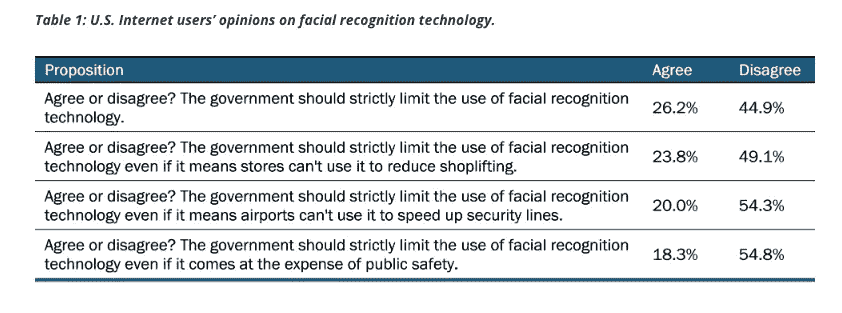 Table 1: U.S. Internet users' opinions on facial recognition technology.
Proposition Agree Disagree
Agree or disagree? The government should strictly limit the use of facial recognition
technology. 26.2% 44.9%
Agree or disagree? The government should strictly limit the use of facial recognition
technology even if it means stores can't use it to reduce shoplifting. 23.8% 49.1%
Agree or disagree? The government should strictly limit the use of facial recognition
technology even if it means airports can't use it to speed up security lines. 20.0% 54.3%
Agree or disagree? The government should strictly limit the use of facial recognition
technology even if it comes at the expense of public safety. 18.3% 54.8%